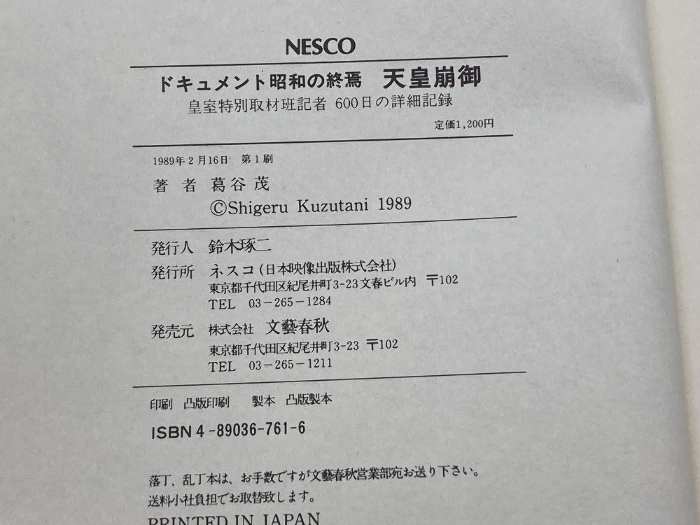 NESCO
ドキュメント昭和の終焉 天皇崩御
皇室特別取材班記者 600日の詳細記録
定価1,200円
1989年2月16日 第1刷
著者 葛谷茂
©Shigeru Kuzutani 1989
発行人 鈴木琢二
発行所 ネスコ(日本映像出版株式会社)
東京都千代田区紀尾井町3-23文春ビル内 〒102
TEL 03-265-1284
発売元 株式会社 文藝春秋
東京都千代田区紀尾井町3-23 〒102
TEL 03-265-1211
印刷 凸版印刷 製本 凸版製本
ISBN4-89036-761-6
落丁、乱丁本は、お手数ですが文藝春秋営業部宛お送り下さい。
送料小社負担でお取替致します。
PRINTED IN JAPAN